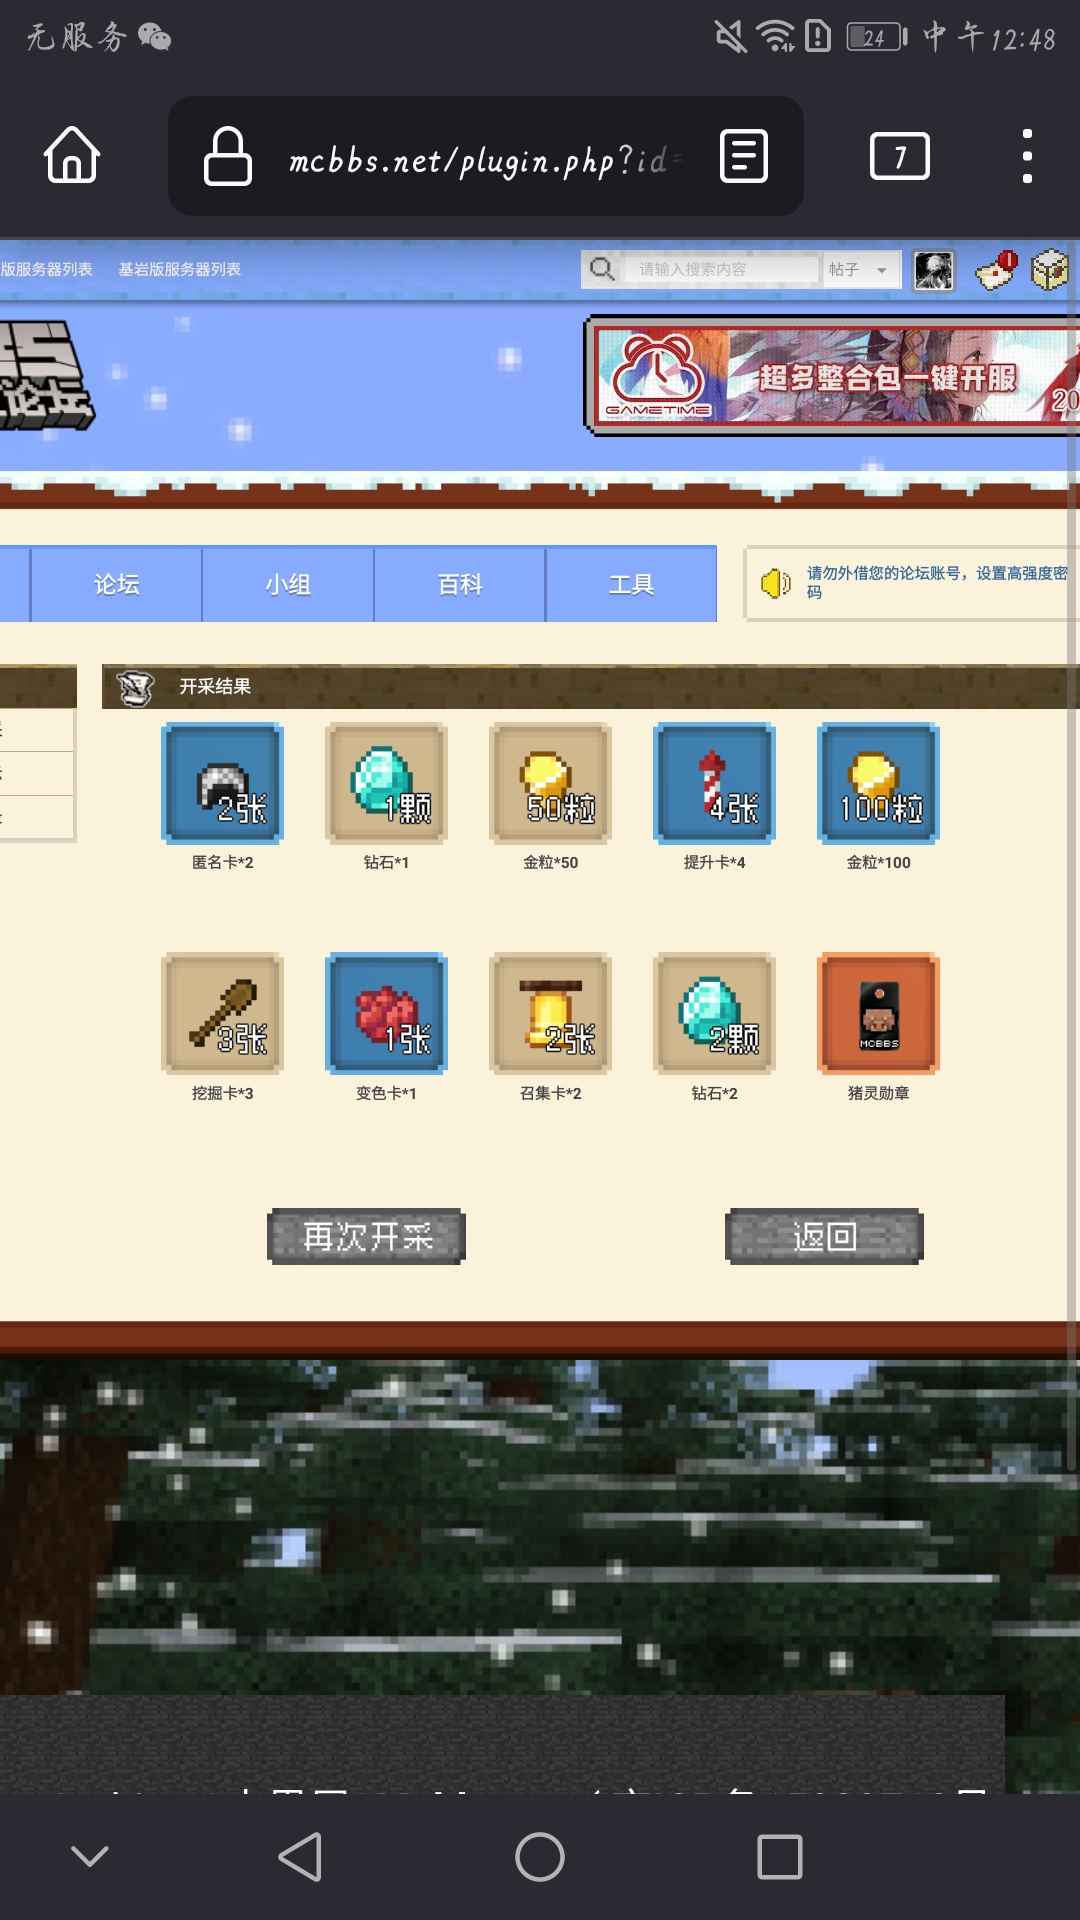 无服务
24 中午12:48
mcbbs.net/plugin.php?id=
7
版服务器列表 基岩版服务器列表
请输入搜索内容 帖子
论坛
GAMETIME
超多整合包一键开服
20
论坛 小组 百科 工具
请勿外借您的论坛账号，设置高强度密
码
开采结果
2张 1颗 50粒 4张 100粒
匿名卡*2 钻石*1 金粒*50 提升卡*4 金粒*100
3张 1张 2张 2颗 MCBBS
挖掘卡*3 变色卡*1 召集卡*2 钻石*2 猪灵勋章
再次开采 返回